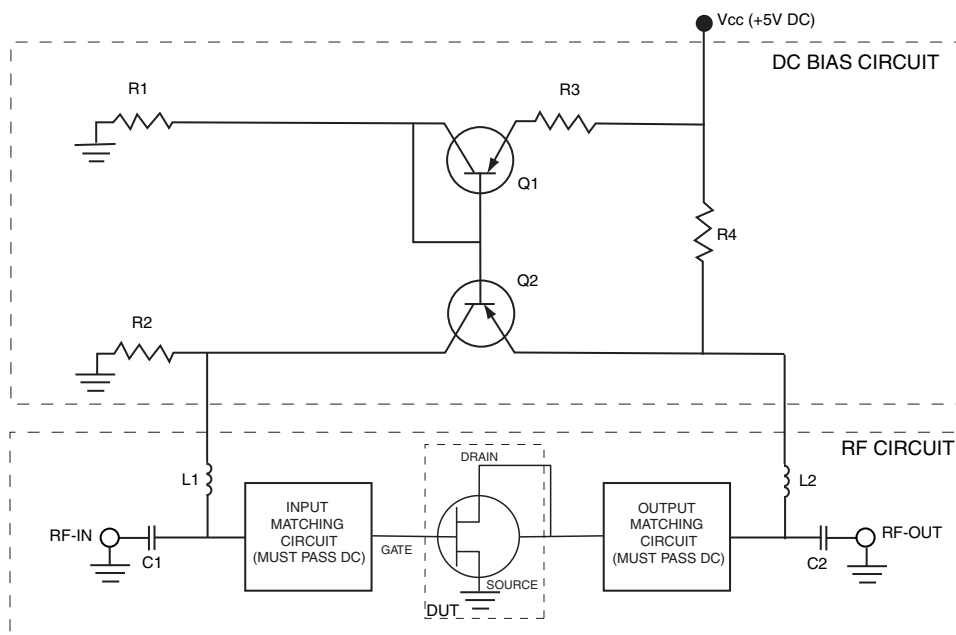 Vcc (+5V DC)
DC BIAS CIRCUIT
R1
R3
Q1
R4
Q2
R2
RF CIRCUIT
DRAIN
L1
L2
INPUT
MATCHING
CIRCUIT
(MUST PASS DC)
OUTPUT
MATCHING
CIRCUIT
(MUST PASS DC)
RF-IN
RF-OUT
GATE
C1
C2
SOURCE
DUT